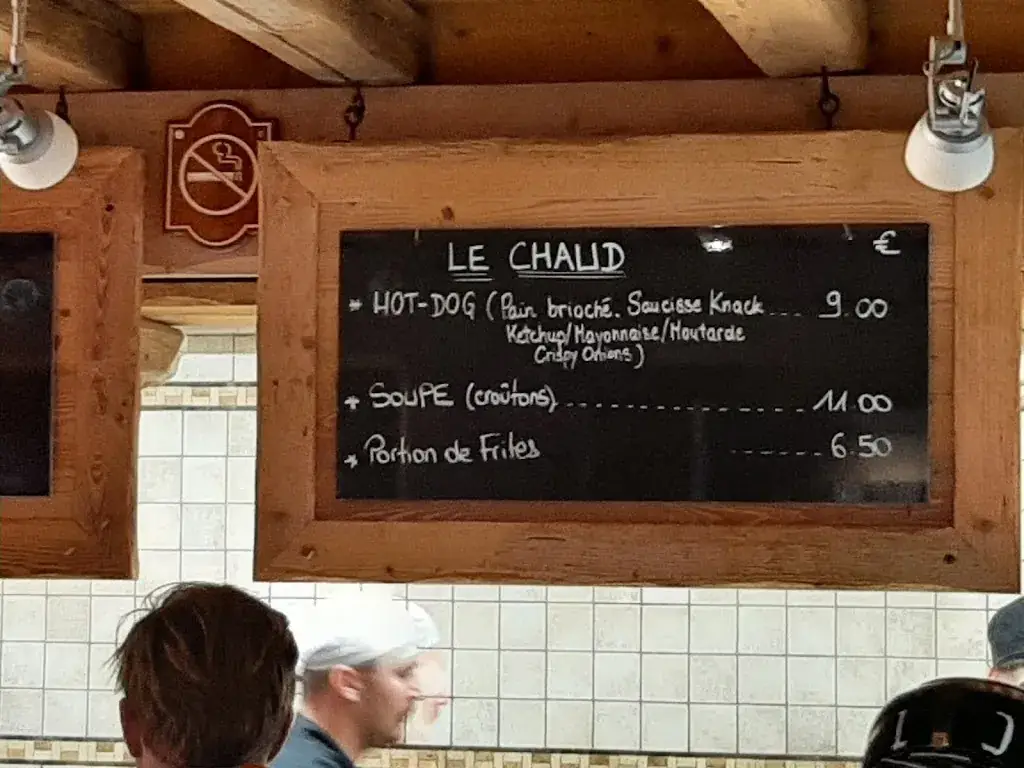 LE CHAUD €
* HOT-DOG (Pain brioché. Saucisse Knack ... 9.00
Ketchup/Mayonnaise/Moutarde
Crispy Onions)
* SOUPE (croûtons) ------------------- 11.00
* Portion de Frites ------ 6.50